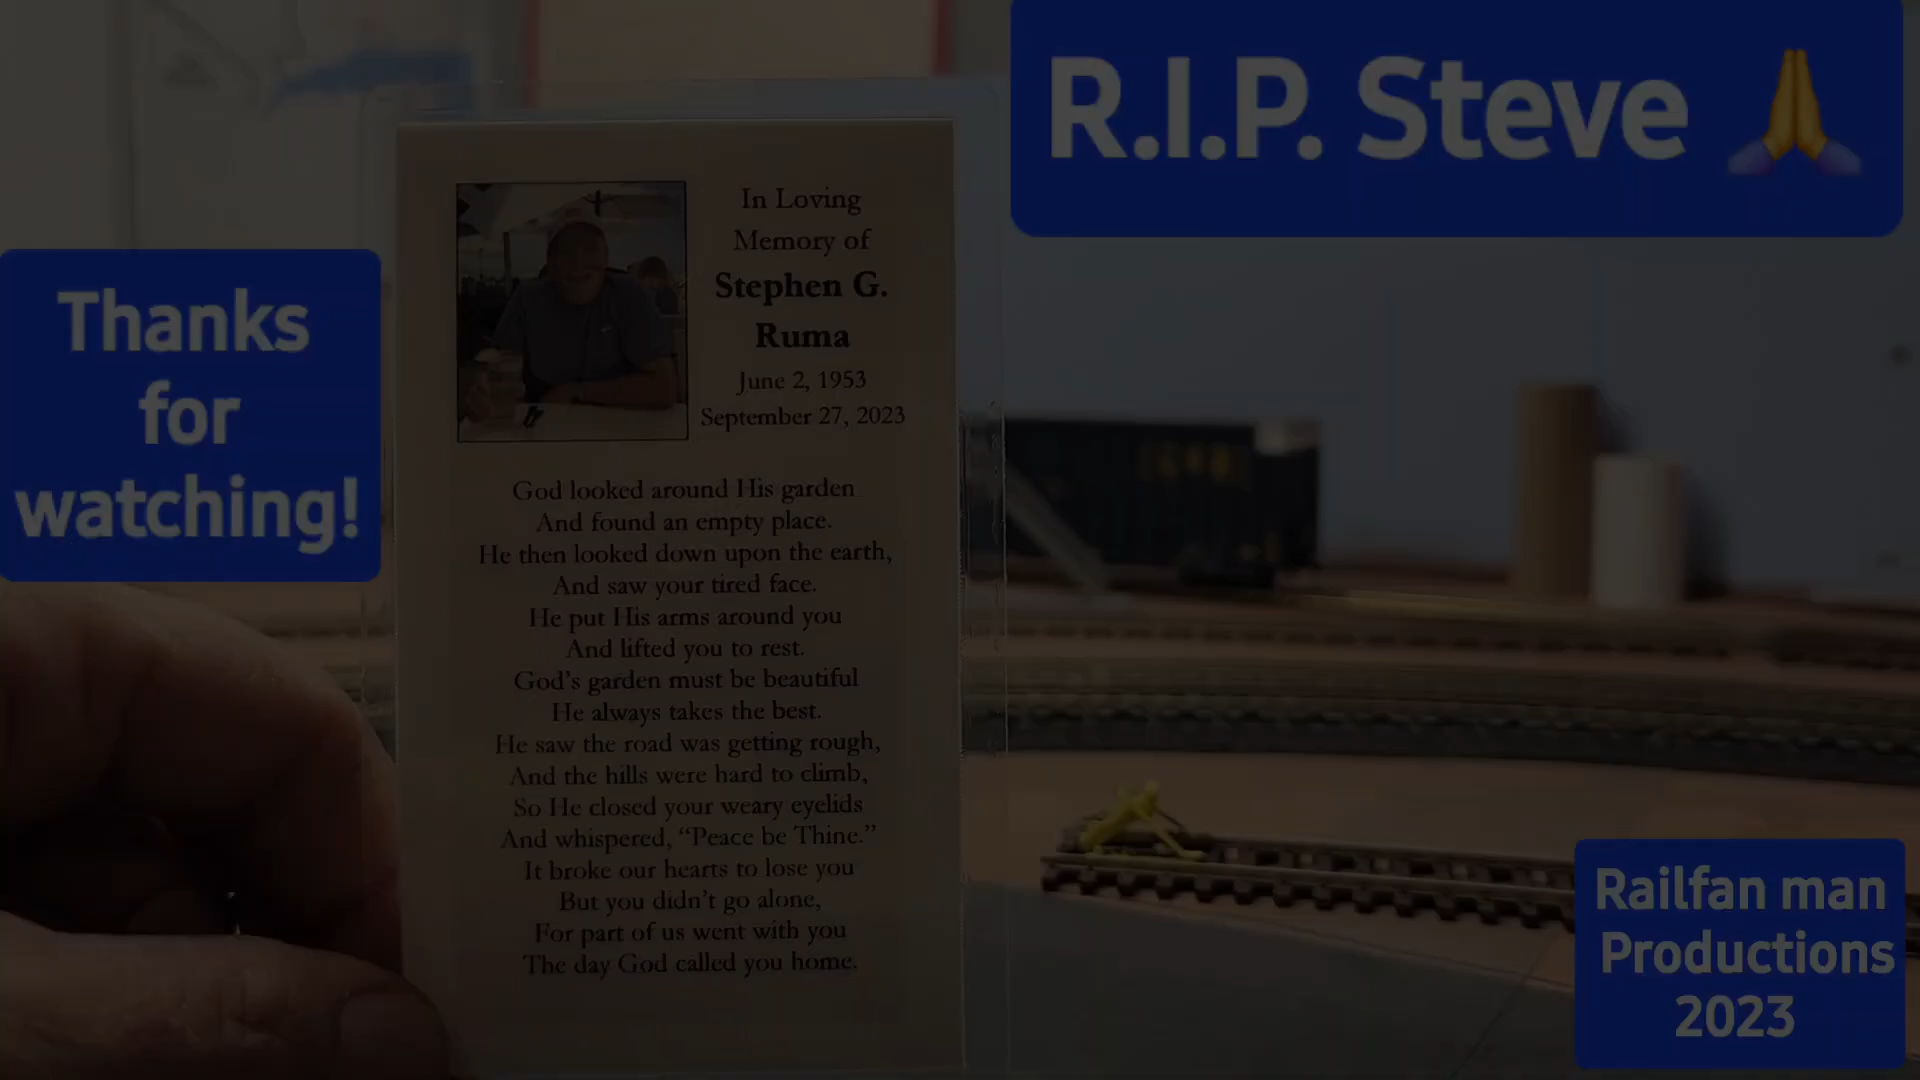 R.I.P. Steve 🙏
Thanks
for
watching!
In Loving
Memory of
Stephen G.
Ruma
June 2, 1953
September 27, 2023
God looked around His garden
And found an empty place.
He then looked down upon the earth,
And saw your tired face.
He put His arms around you
And lifted you to rest.
God's garden must be beautiful
He always takes the best.
He saw the road was getting rough,
And the hills were hard to climb,
So He closed your weary eyelids
And whispered, “Peace be Thine.”
It broke our hearts to lose you
But you didn't go alone,
For part of us went with you
The day God called you home.
Railfan man
Productions
2023